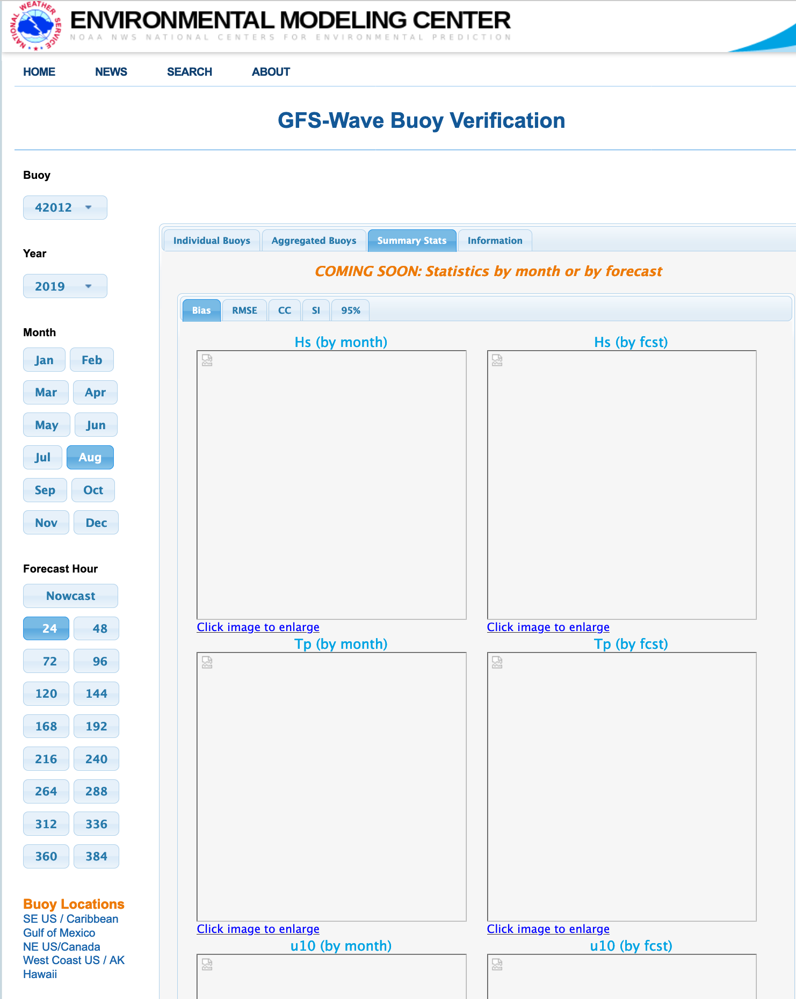 NATIONAL WEATHER SERVICE
ENVIRONMENTAL MODELING CENTER
NOAA NWS NATIONAL CENTERS FOR ENVIRONMENTAL PREDICTION
HOME NEWS SEARCH ABOUT
GFS-Wave Buoy Verification
Buoy
42012
Year
2019
Month
Jan Feb
Mar Apr
May Jun
Jul Aug
Sep Oct
Nov Dec
Forecast Hour
Nowcast
24 48
72 96
120 144
168 192
216 240
264 288
312 336
360 384
Buoy Locations
SE US / Caribbean
Gulf of Mexico
NE US/Canada
West Coast US / AK
Hawaii
Individual Buoys Aggregated Buoys Summary Stats Information
COMING SOON: Statistics by month or by forecast
Bias RMSE CC SI 95%
Hs (by month) Hs (by fcst)
Click image to enlarge Click image to enlarge
Tp (by month) Tp (by fcst)
Click image to enlarge Click image to enlarge
u10 (by month) u10 (by fcst)